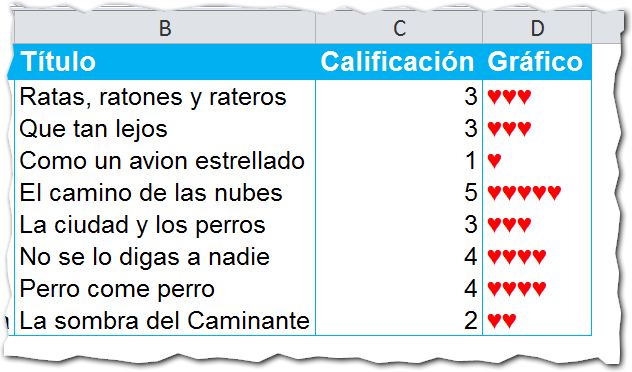 B C D
Título Calificación Gráfico
Ratas, ratones y rateros 3 ♥♥♥
Que tan lejos 3 ♥♥♥
Como un avion estrellado 1 ♥
El camino de las nubes 5 ♥♥♥♥♥
La ciudad y los perros 3 ♥♥♥
No se lo digas a nadie 4 ♥♥♥♥
Perro come perro 4 ♥♥♥♥
La sombra del Caminante 2 ♥♥